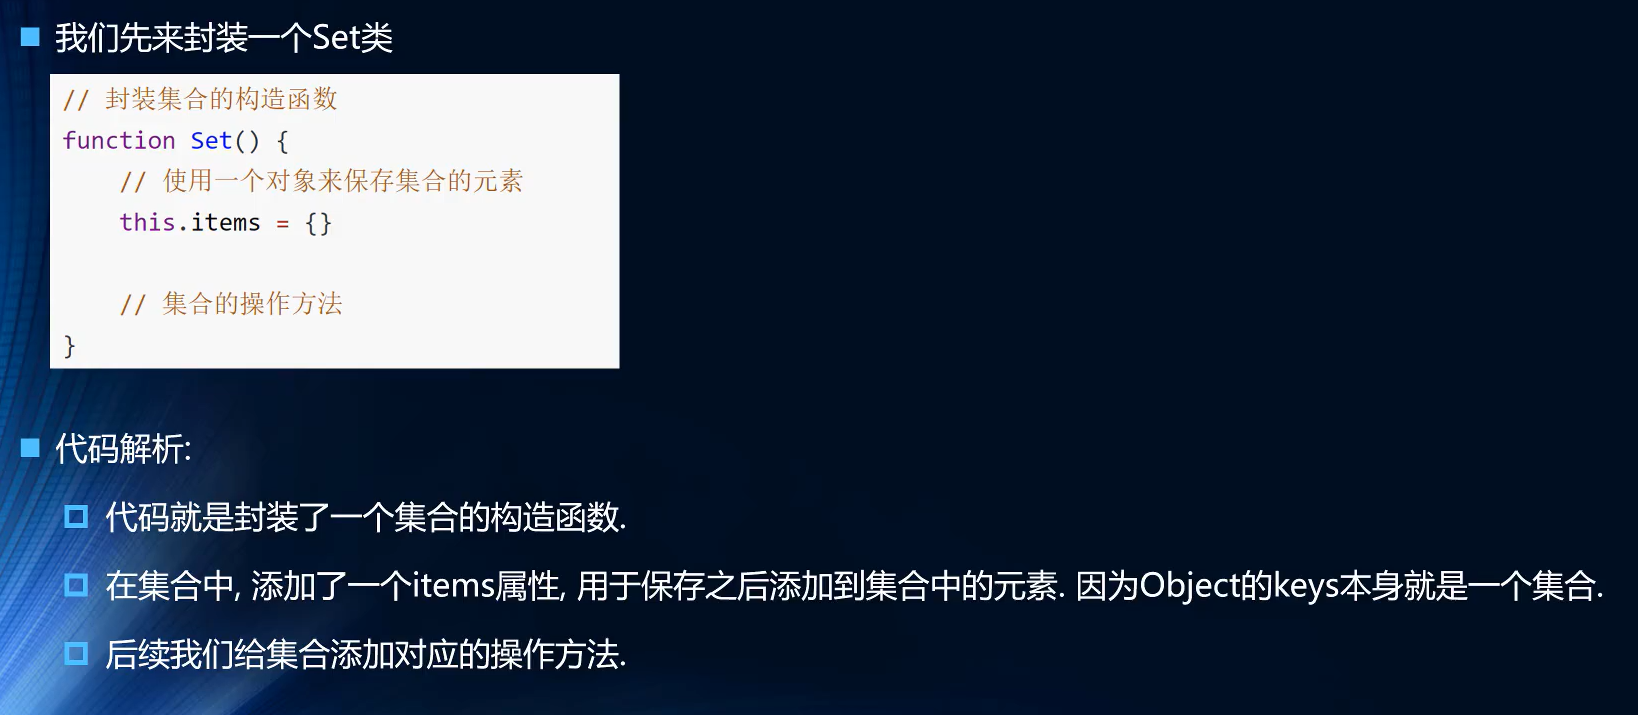 我们先来封装一个Set类
// 封装集合的构造函数
function Set() {
    // 使用一个对象来保存集合的元素
    this.items = {}
    // 集合的操作方法
}
代码解析:
代码就是封装了一个集合的构造函数.
在集合中, 添加了一个items属性, 用于保存之后添加到集合中的元素. 因为Object的keys本身就是一个集合.
后续我们给集合添加对应的操作方法.